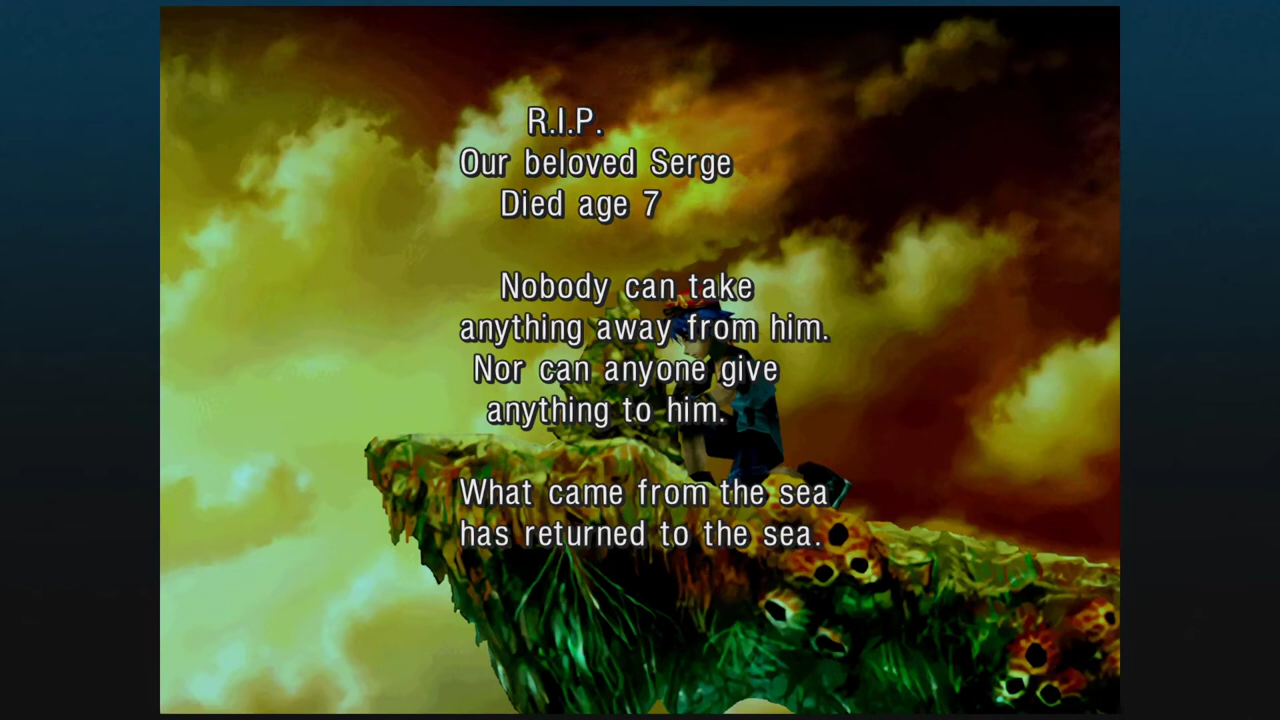 R.I.P.
Our beloved Serge
Died age 7
Nobody can take
anything away from him.
Nor can anyone give
anything to him.
What came from the sea
has returned to the sea.